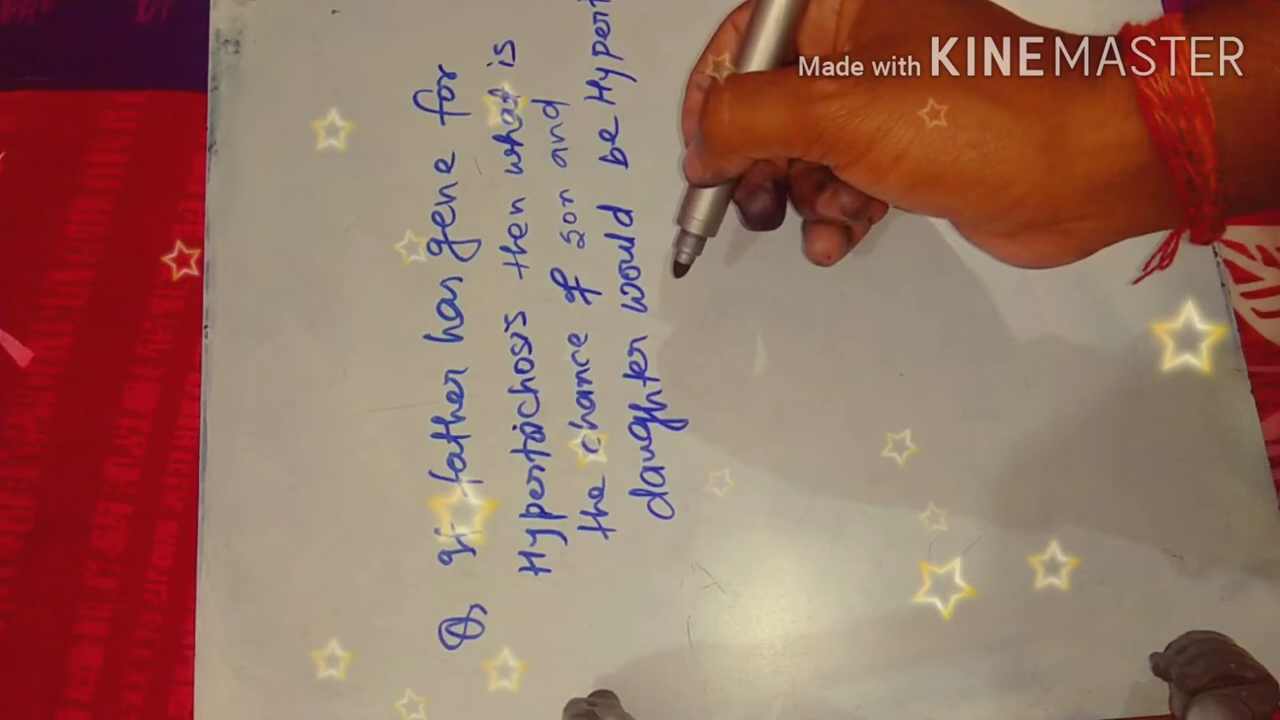 Q, If father has gene for
Hypertrichosis then what is
the chance of son and
daughter would be Hypert
Made with KINEMASTER